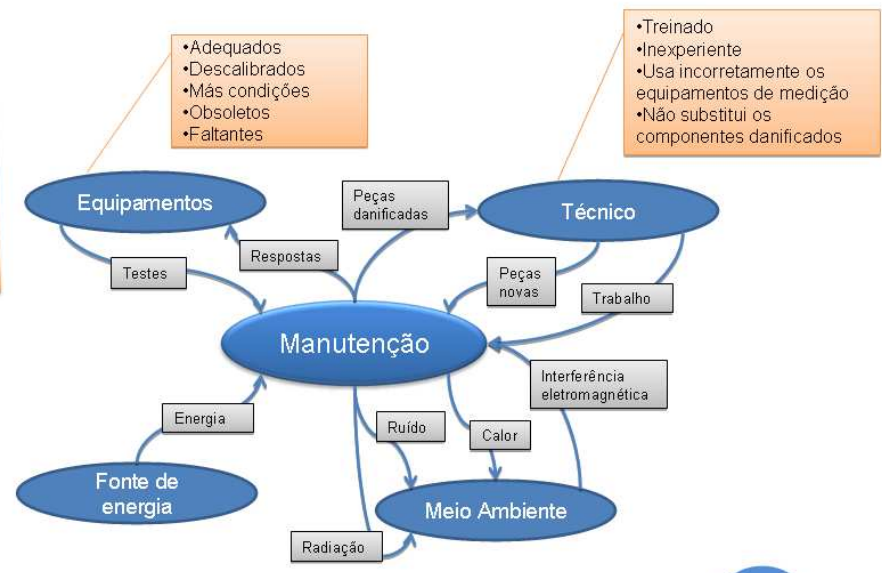 •Adequados
•Descalibrados
•Más condições
•Obsoletos
•Faltantes
•Treinado
•Inexperiente
•Usa incorretamente os
equipamentos de medição
•Não substitui os
componentes danificados
Equipamentos
Peças
danificadas
Técnico
Respostas
Testes
Peças
novas
Trabalho
Manutenção
Interferência
eletromagnética
Energia
Ruído
Calor
Fonte de
energia
Meio Ambiente
Radiação